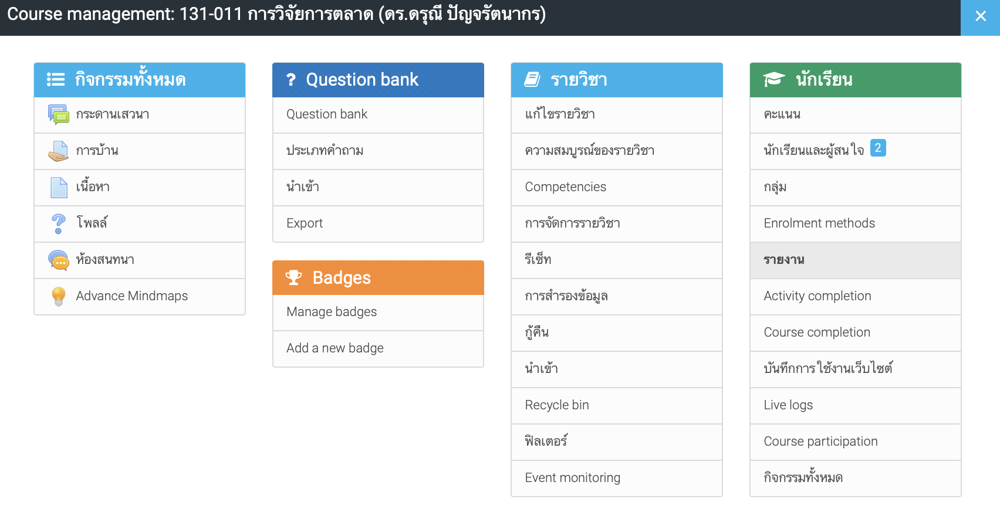 Course management: 131-011 การวิจัยการตลาด (ดร.ดรุณี ปัญจรัตนากร)
กิจกรรมทั้งหมด
กระดานเสวนา
การบ้าน
เนื้อหา
โพลล์
ห้องสนทนา
Advance Mindmaps
Question bank
Question bank
ประเภทคำถาม
นำเข้า
Export
Badges
Manage badges
Add a new badge
รายวิชา
แก้ไขรายวิชา
ความสมบูรณ์ของรายวิชา
Competencies
การจัดการรายวิชา
รีเซ็ท
การสำรองข้อมูล
กู้คืน
นำเข้า
Recycle bin
ฟิลเตอร์
Event monitoring
นักเรียน
คะแนน
นักเรียนและผู้สนใจ 2
กลุ่ม
Enrolment methods
รายงาน
Activity completion
Course completion
บันทึกการใช้งานเว็บไซต์
Live logs
Course participation
กิจกรรมทั้งหมด